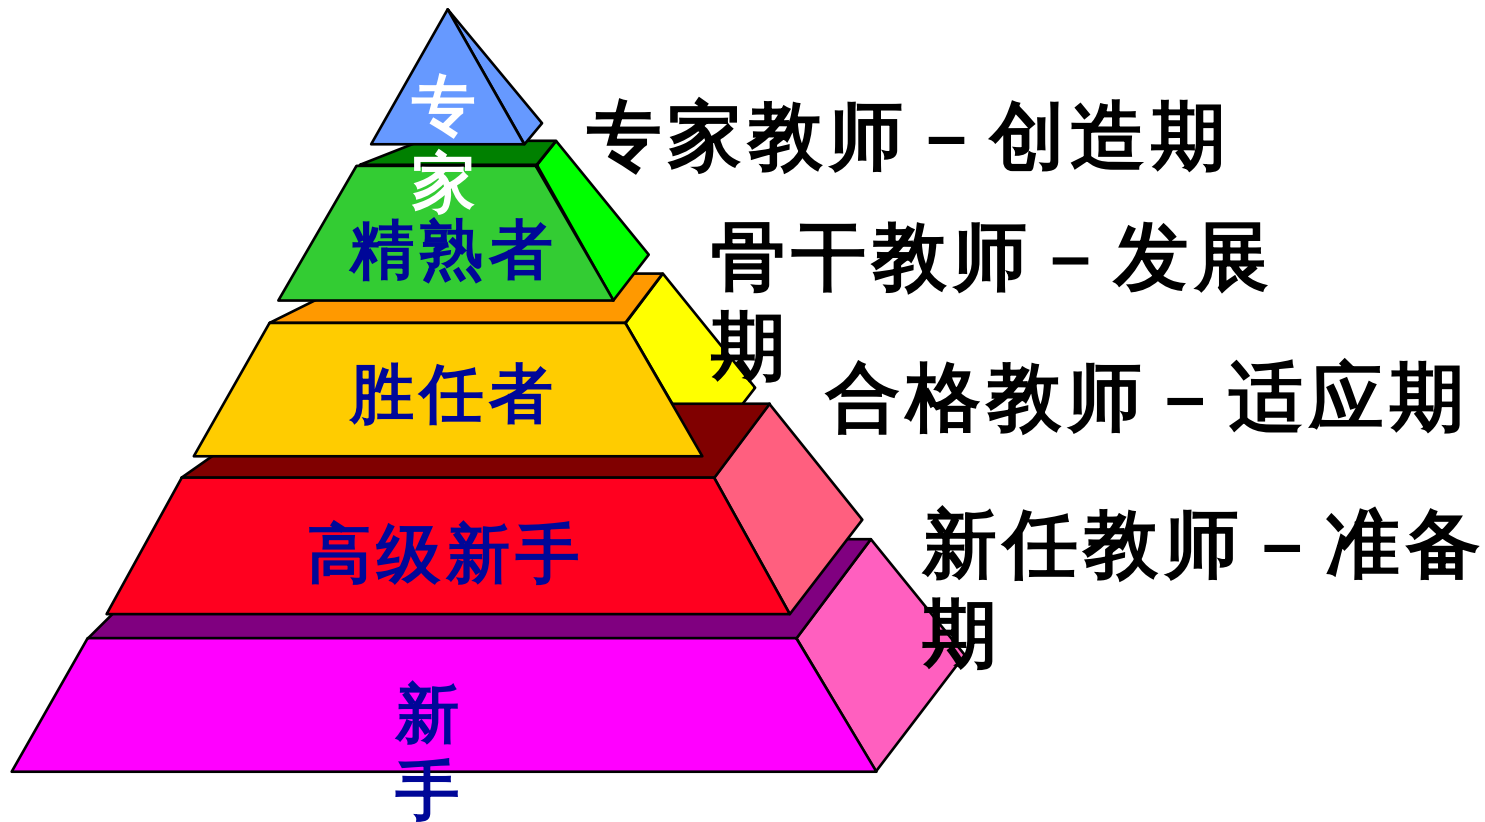 专
家
专家教师－创造期
精熟者
骨干教师－发展
期
胜任者
合格教师－适应期
高级新手
新任教师－准备
期
新
手